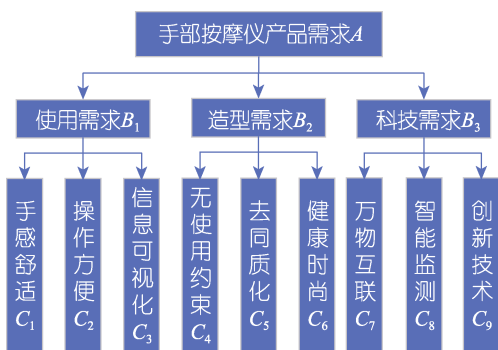 手部按摩仪产品需求A
使用需求B1
造型需求B2
科技需求B3
手感舒适C1
操作方便C2
信息可视化C3
无使用约束C4
去同质化C5
健康时尚C6
万物互联C7
智能监测C8
创新技术C9